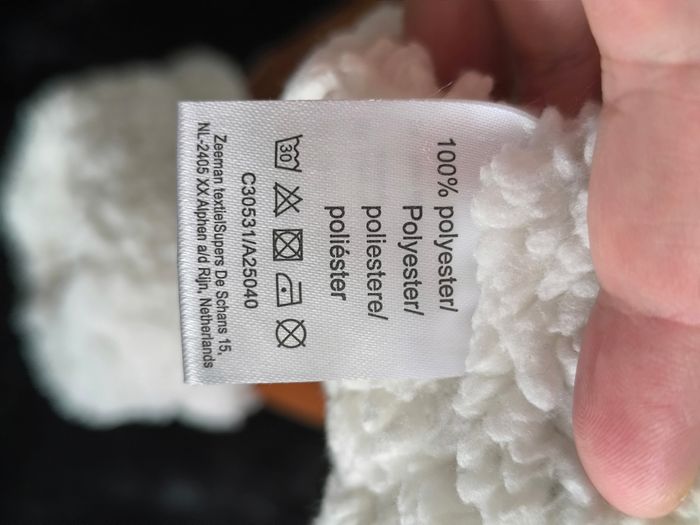 100% polyester/
Polyester/
poliestere/
poliéster
30
C30531/A25040
Zeeman textielSupers De Schans 15,
NL-2405 XX Alphen a/d Rijn, Netherlands